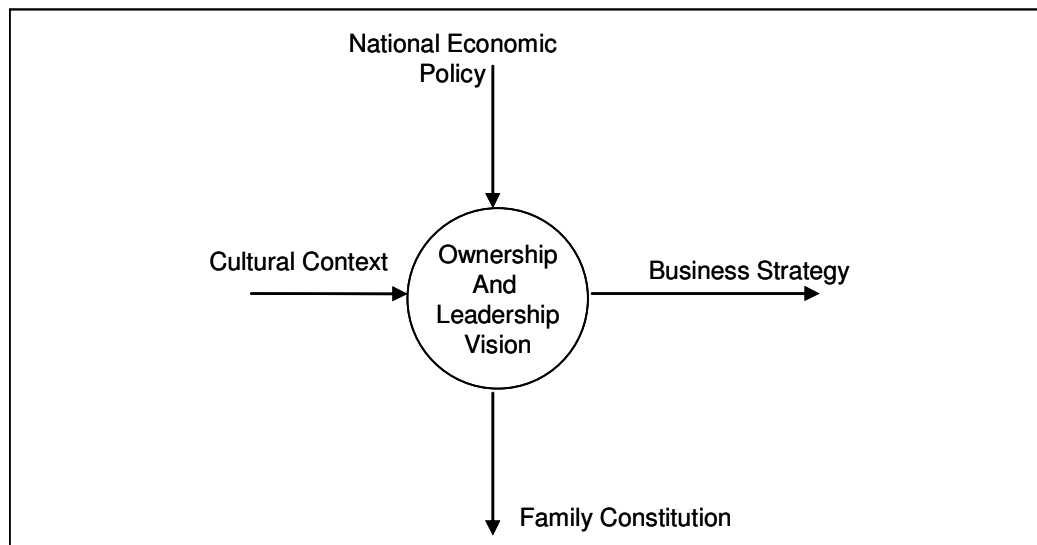 National Economic
Policy
Cultural Context
Ownership
And
Leadership
Vision
Business Strategy
Family Constitution